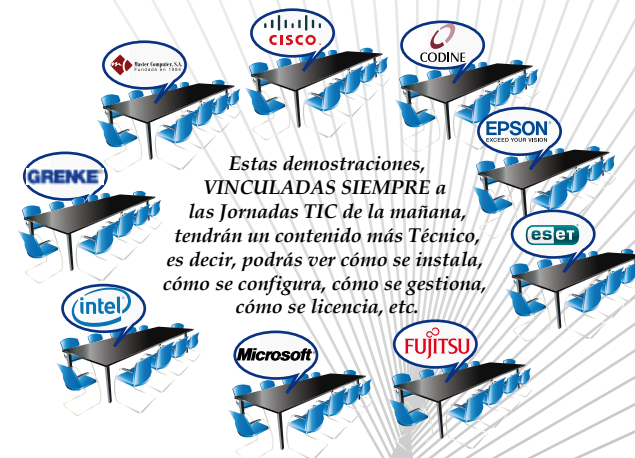 CISCO
CODINE
Master Computer, S.A.
Fundada en 1984
EPSON
EXCEED YOUR VISION
GRENKE
eseT
intel
Microsoft
FUJITSU
Estas demostraciones,
VINCULADAS SIEMPRE a
las Jornadas TIC de la mañana,
tendrán un contenido más Técnico,
es decir, podrás ver cómo se instala,
cómo se configura, cómo se gestiona,
cómo se licencia, etc.